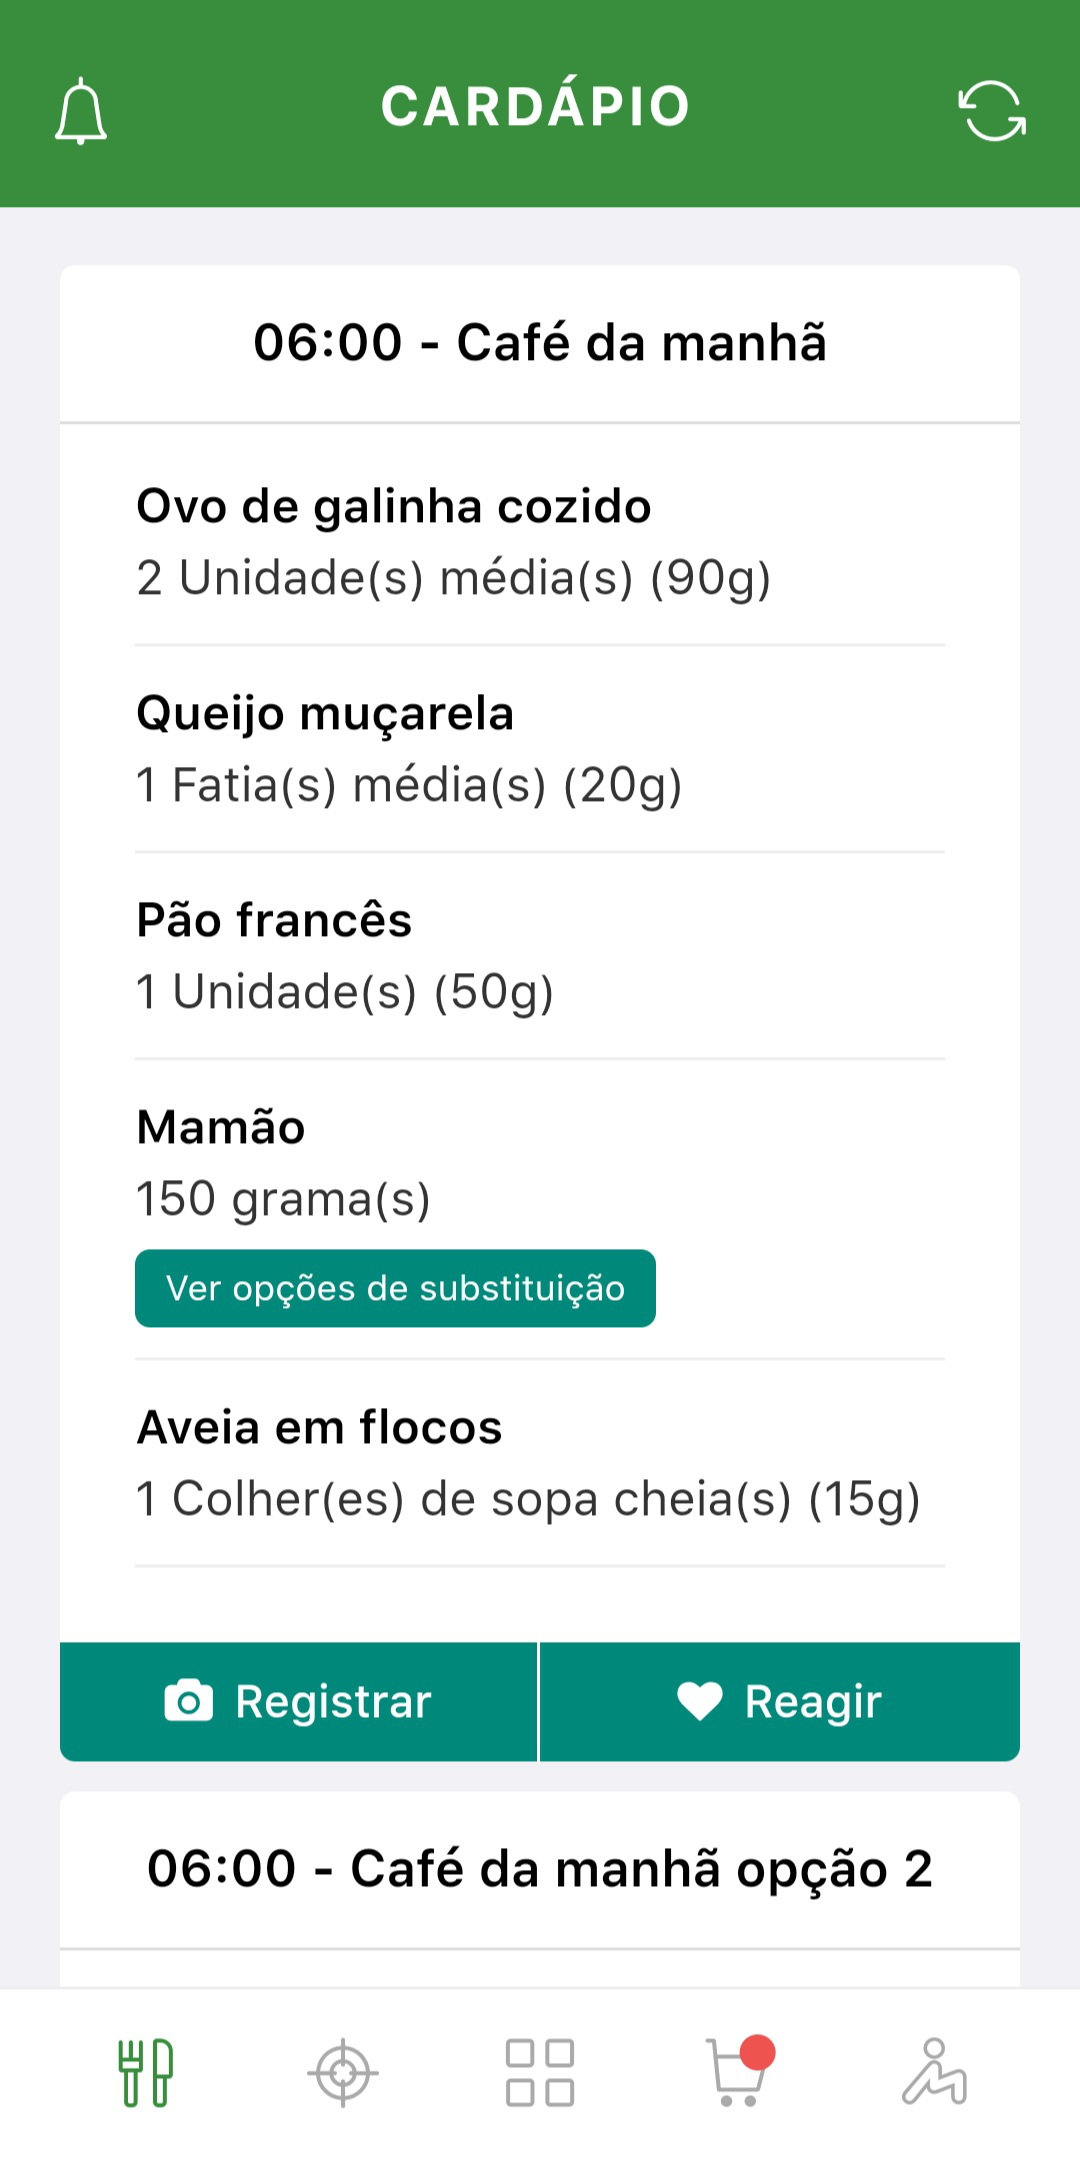 CARDÁPIO
06:00 - Café da manhã
Ovo de galinha cozido
2 Unidade(s) média(s) (90g)
Queijo muçarela
1 Fatia(s) média(s) (20g)
Pão francês
1 Unidade(s) (50g)
Mamão
150 grama(s)
Ver opções de substituição
Aveia em flocos
1 Colher(es) de sopa cheia(s) (15g)
Registrar
Reagir
06:00 - Café da manhã opção 2